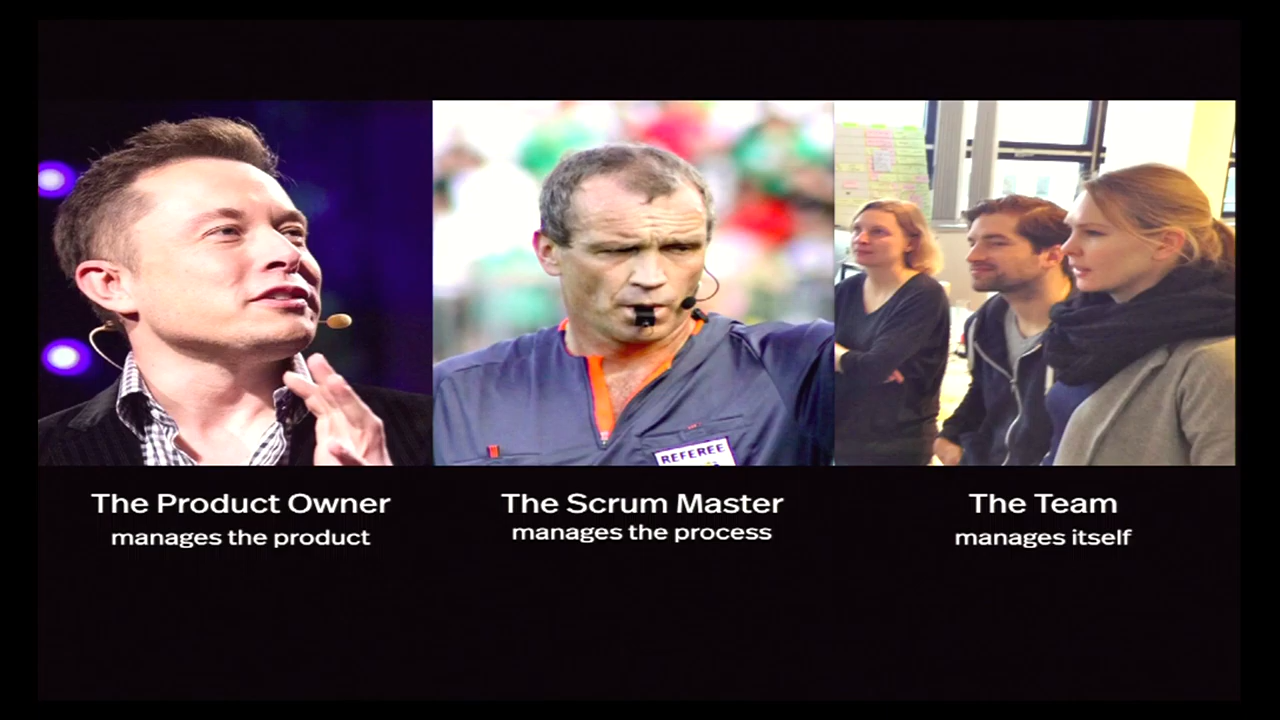 REFEREE
The Product Owner
manages the product
The Scrum Master
manages the process
The Team
manages itself